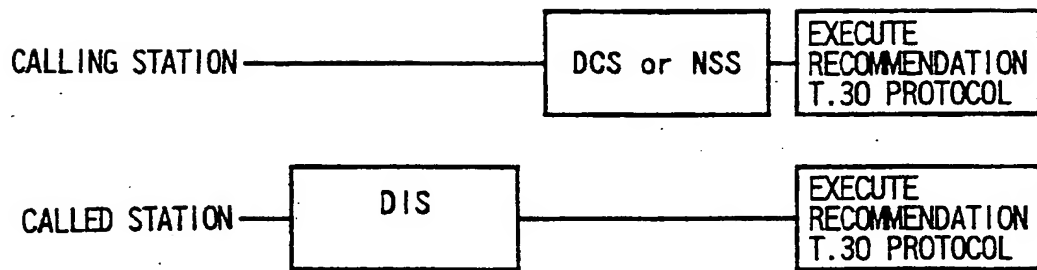 CALLING STATION
DCS or NSS
EXECUTE
RECOMMENDATION
T.30 PROTOCOL
CALLED STATION
DIS
EXECUTE
RECOMMENDATION
T.30 PROTOCOL